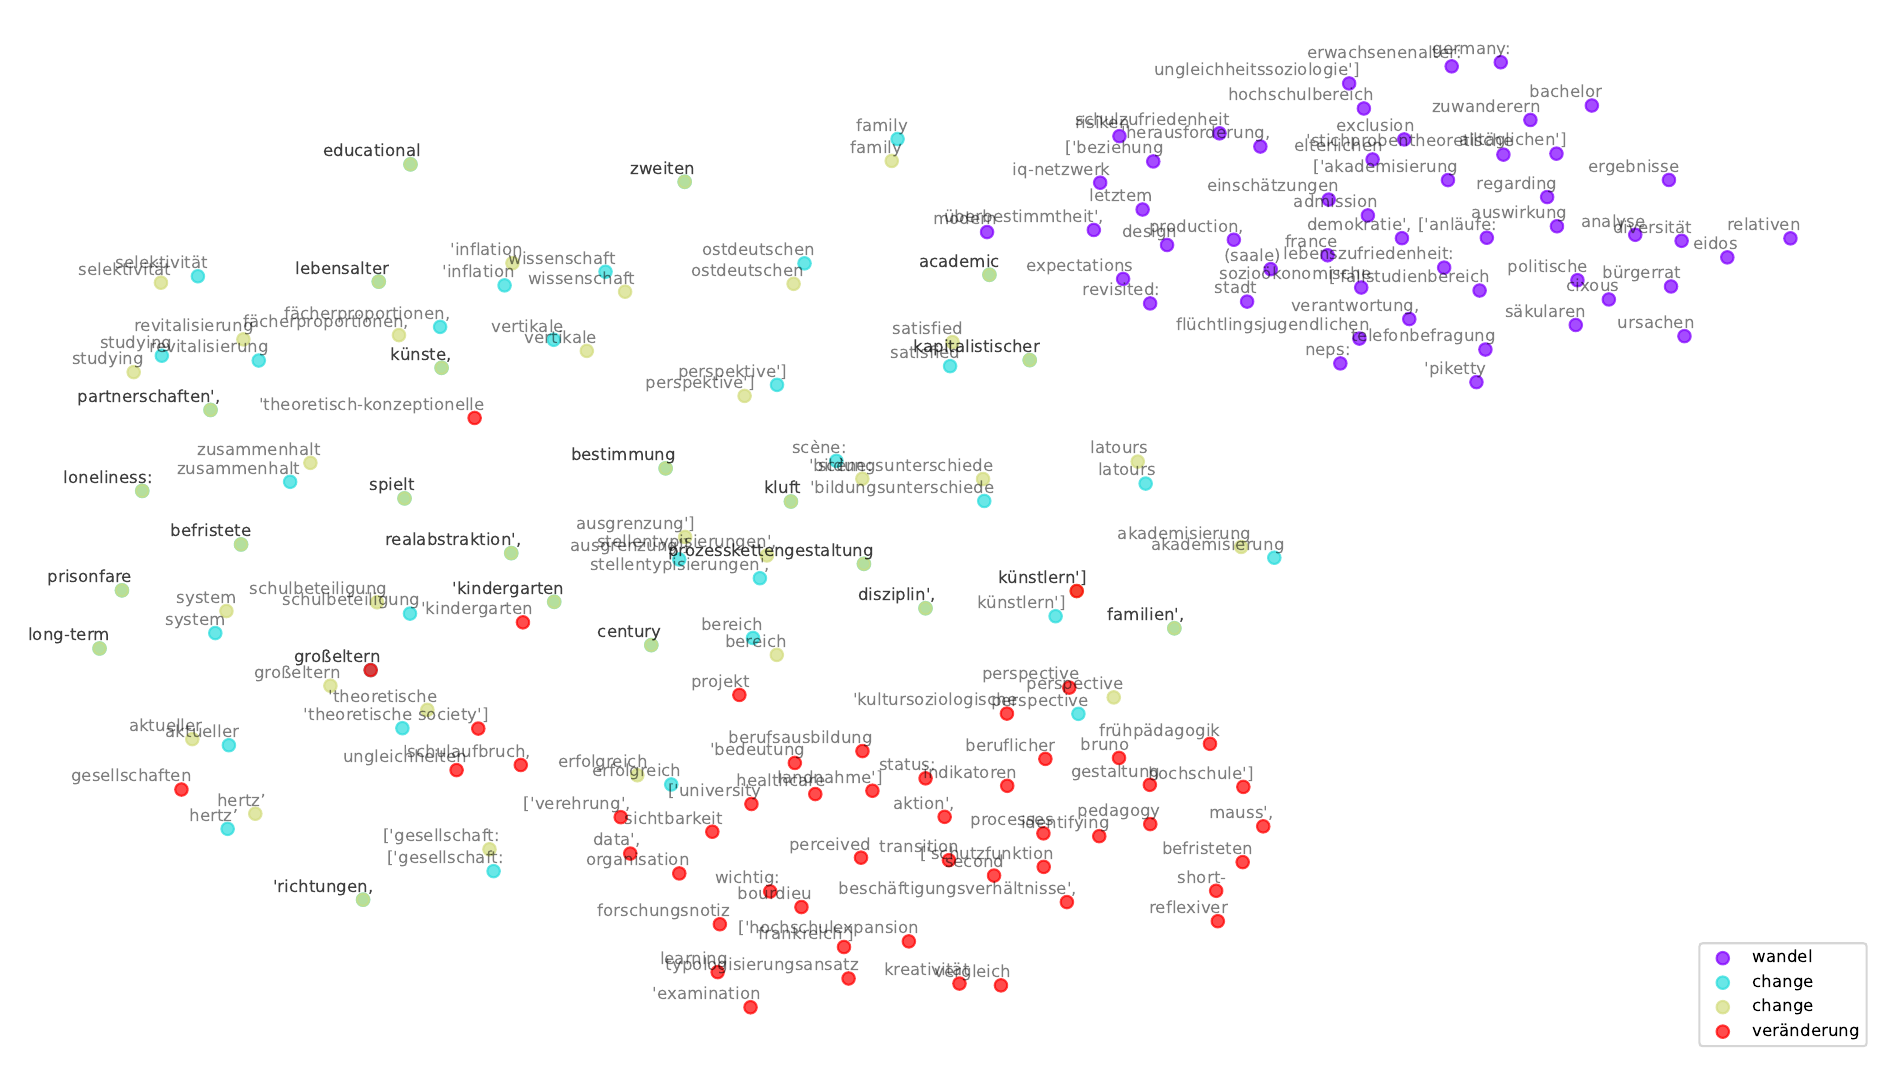 germany:
erwachsenenalter:
ungleichheitssoziologie']
bachelor
hochschulbereich
zuwanderern
schulzufriedenheit
risiken
family
exclusion
herausforderung,
'stichprobentheoretische
alltäglichen']
elterlichen
family
['beziehung
educational
zweiten
iq-netzwerk
['akademisierung
ergebnisse
regarding
einschätzungen
letztem
admission
auswirkung
überbestimmtheit',
modern
design
production,
demokratie',
['anläufe:
analyse
diversität
relativen
france
eidos
'inflation
wissenschaft
ostdeutschen
(saale)
lebenszufriedenheit:
selektivität
selektivität
lebensalter
'inflation
wissenschaft
ostdeutschen
academic
expectations
sozioökonomische
['fallstudienbereich
politische
bürgerrat
cixous
revisited:
stadt
verantwortung,
säkularen
fächerproportionen,
fächerproportionen,
revitalisierung
vertikale
vertikale
satisfied
flüchtlingsjugendlichen
telefonbefragung
ursachen
studying
revitalisierung
studying
künste,
satisfied
kapitalistischer
neps:
'piketty
perspektive']
perspektive']
partnerschaften',
'theoretisch-konzeptionelle
zusammenhalt
zusammenhalt
bestimmung
scène:
scène:
'bildungsunterschiede
'bildungsunterschiede
latours
latours
loneliness:
spielt
kluft
befristete
realabstraktion',
ausgrenzung']
ausgrenzung']
stellentypisierungen',
stellentypisierungen',
prozesskettengestaltung
akademisierung
akademisierung
prisonfare
schulbeteiligung
schulbeteiligung
'kindergarten
'kindergarten
disziplin',
künstlern']
künstlern']
familien',
system
system
long-term
century
bereich
bereich
großeltern
großeltern
projekt
perspective
perspective
perspective
'theoretische
'theoretische
society']
'kultursoziologische
aktueller
aktueller
ungleichheiten
'schulaufbruch,
berufsausbildung
'bedeutung
beruflicher
bruno
frühpädagogik
gesellschaften
erfolgreich
erfolgreich
healthcare
landnahme']
status:
indikatoren
gestaltung
hochschule']
hertz’
hertz’
['verehrung',
['university
sichtbarkeit
aktion',
processes
identifying
pedagogy
mauss',
['gesellschaft:
['gesellschaft:
data',
organisation
perceived
transition
['schutzfunktion
second
befristeten
'richtungen,
wichtig:
bourdieu
beschäftigungsverhältnisse',
short-
reflexiver
forschungsnotiz
['hochschulexpansion
frankreich']
learning
typologisierungsansatz
kreativität
vergleich
'examination
wandel
change
change
veränderung